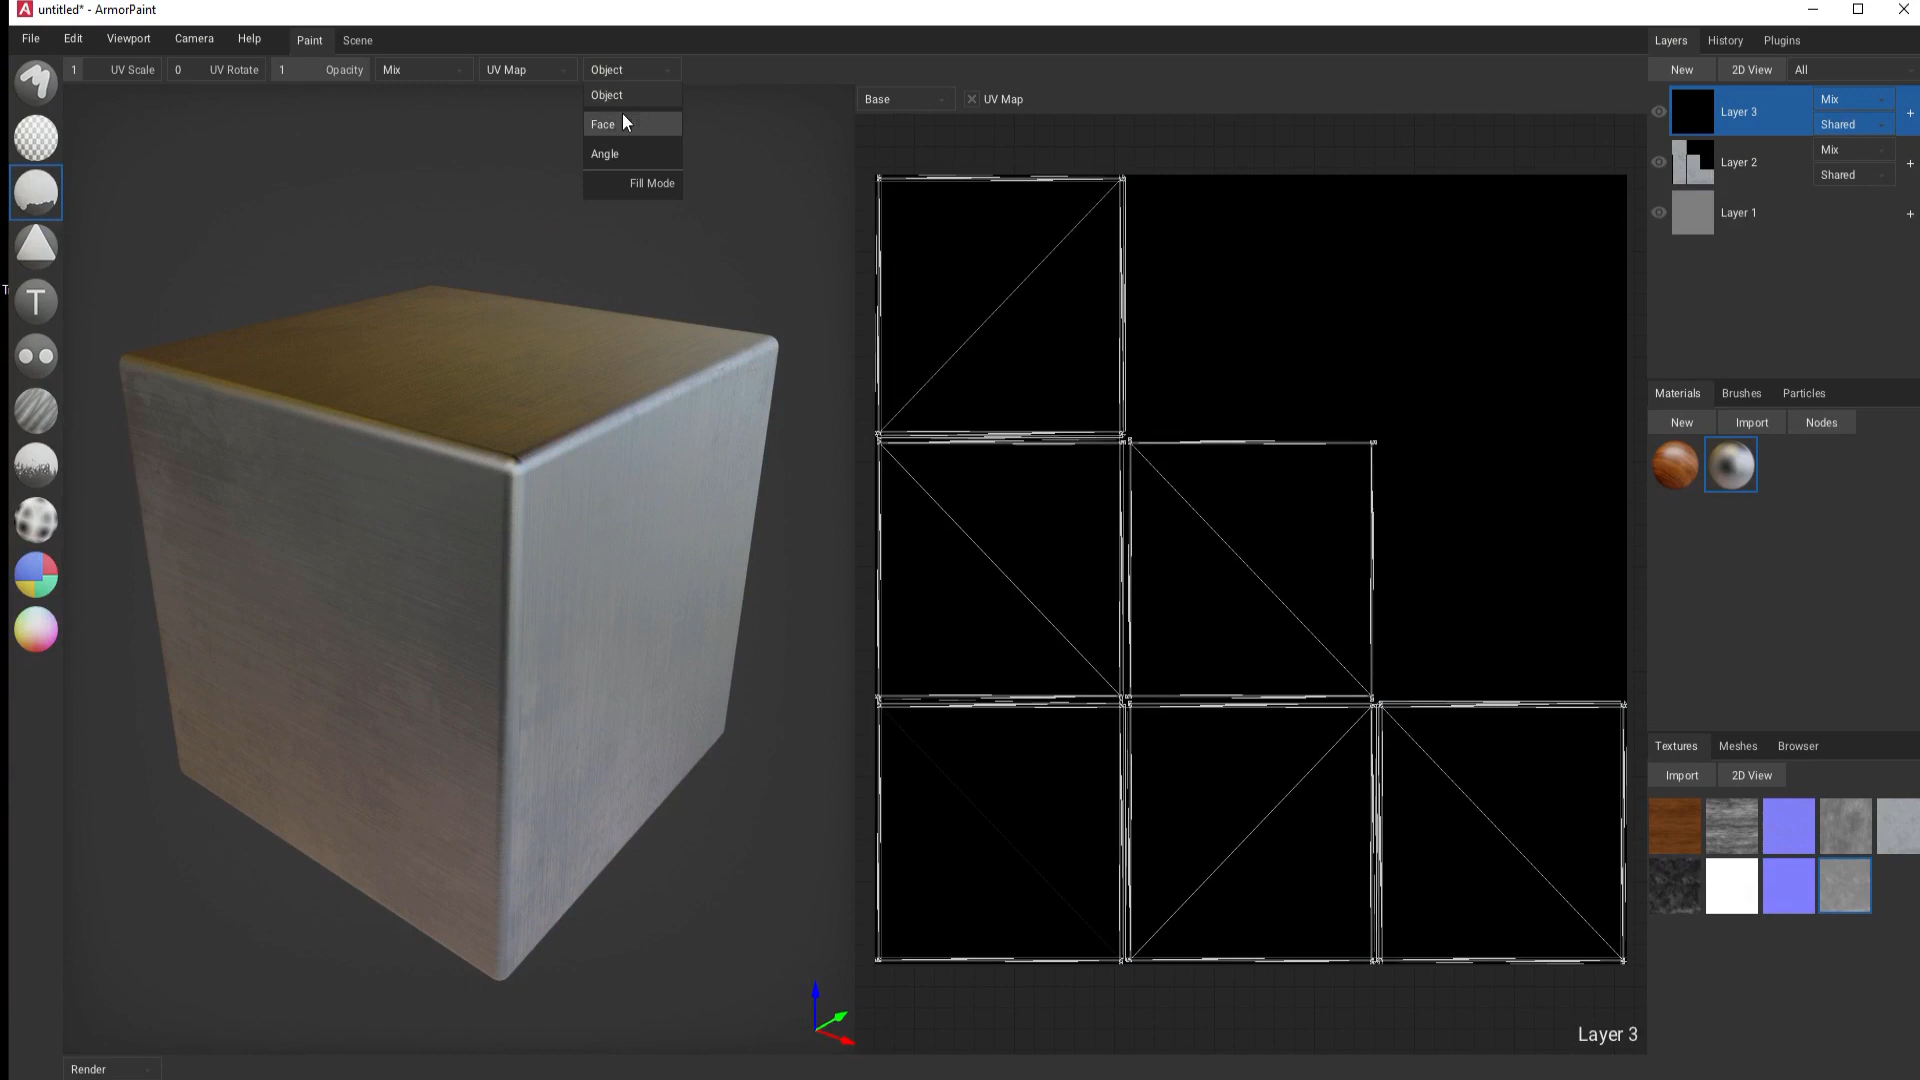 untitled* - ArmorPaint
File Edit Viewport Camera Help Paint Scene
Layers History Plugins
1 UV Scale 0 UV Rotate 1 Opacity Mix UV Map Object
New 2D View All
Object
Face
Angle
Fill Mode
Base UV Map
Layer 3 Mix
Shared
Layer 2 Mix
Shared
Layer 1
T
Materials Brushes Particles
New Import Nodes
Textures Meshes Browser
Import 2D View
Layer 3
Render